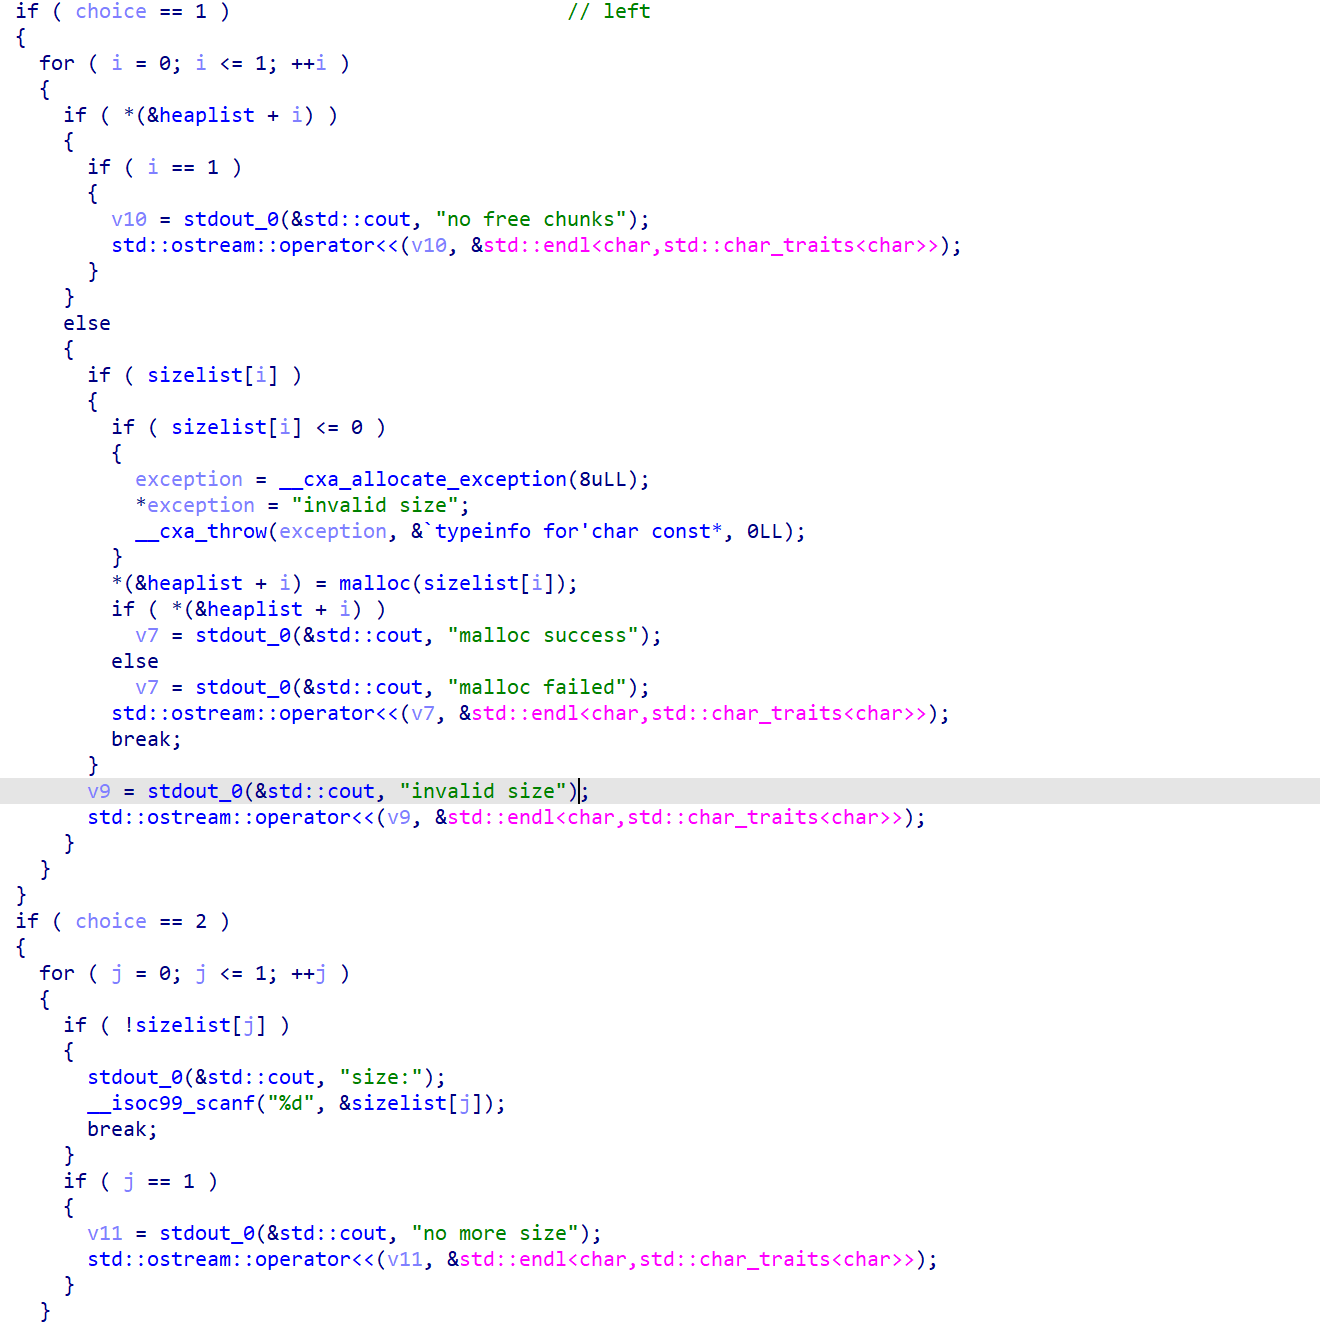 if ( choice == 1 ) // left
{
for ( i = 0; i <= 1; ++i )
{
if ( *(&heaplist + i) )
{
if ( i == 1 )
{
v10 = stdout_0(&std::cout, "no free chunks");
std::ostream::operator<<(v10, &std::endl<char,std::char_traits<char>>);
}
}
else
{
if ( sizelist[i] )
{
if ( sizelist[i] <= 0 )
{
exception = __cxa_allocate_exception(8uLL);
*exception = "invalid size";
__cxa_throw(exception, &`typeinfo for'char const*, 0LL);
}
*(&heaplist + i) = malloc(sizelist[i]);
if ( *(&heaplist + i) )
v7 = stdout_0(&std::cout, "malloc success");
else
v7 = stdout_0(&std::cout, "malloc failed");
std::ostream::operator<<(v7, &std::endl<char,std::char_traits<char>>);
break;
}
v9 = stdout_0(&std::cout, "invalid size");
std::ostream::operator<<(v9, &std::endl<char,std::char_traits<char>>);
}
}
}
if ( choice == 2 )
{
for ( j = 0; j <= 1; ++j )
{
if ( !sizelist[j] )
{
stdout_0(&std::cout, "size:");
__isoc99_scanf("%d", &sizelist[j]);
break;
}
if ( j == 1 )
{
v11 = stdout_0(&std::cout, "no more size");
std::ostream::operator<<(v11, &std::endl<char,std::char_traits<char>>);
}
}